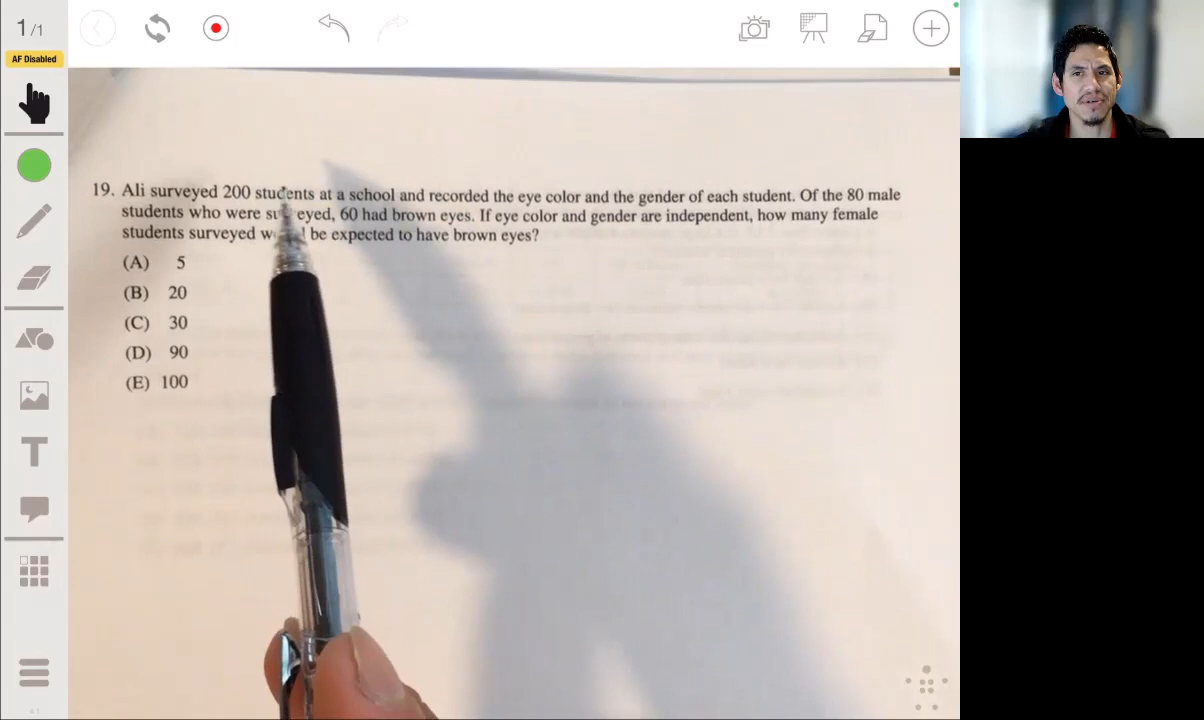 1/1
AF Disabled
19. Ali surveyed 200 students at a school and recorded the eye color and the gender of each student. Of the 80 male
students who were eyed, 60 had brown eyes. If eye color and gender are independent, how many female
students surveyed be expected to have brown eyes?
(A) 5
(B) 20
(C) 30
(D) 90
(E) 100
T